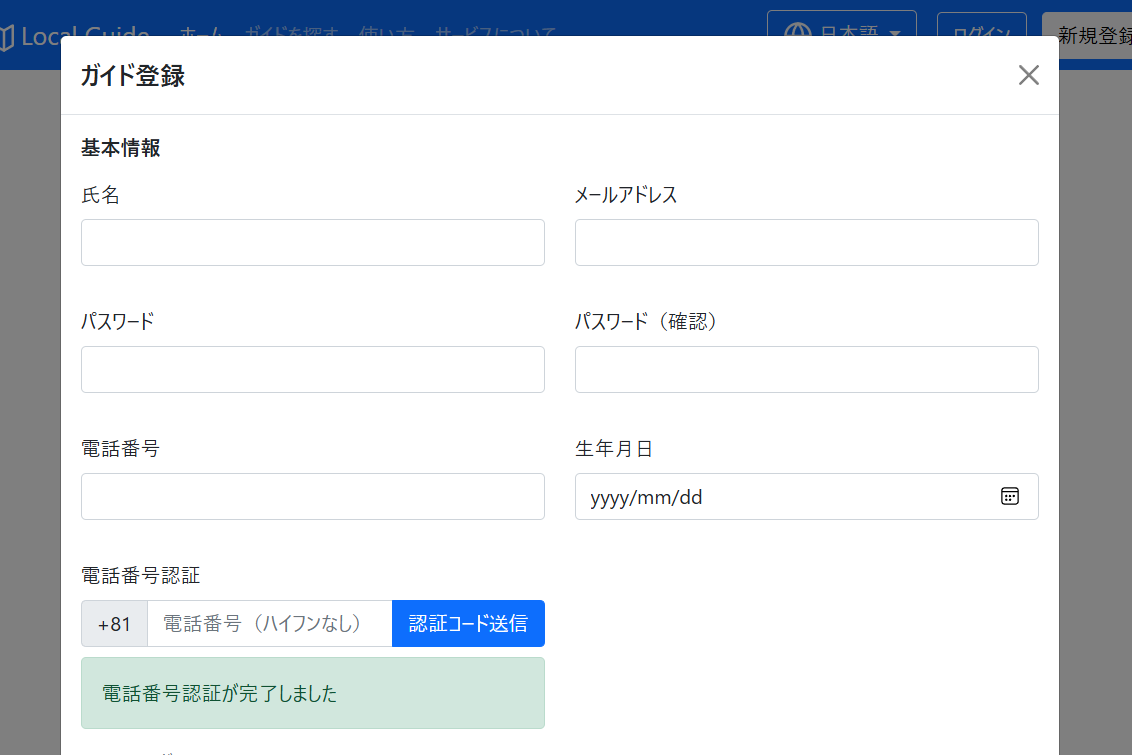 Local Guide ホーム ガイドを探す 使い方 サービスについて 日本語 ログイン 新規登録
ガイド登録
基本情報
氏名 メールアドレス
パスワード パスワード（確認）
電話番号 生年月日
yyyy/mm/dd
電話番号認証
+81 電話番号（ハイフンなし） 認証コード送信
電話番号認証が完了しました